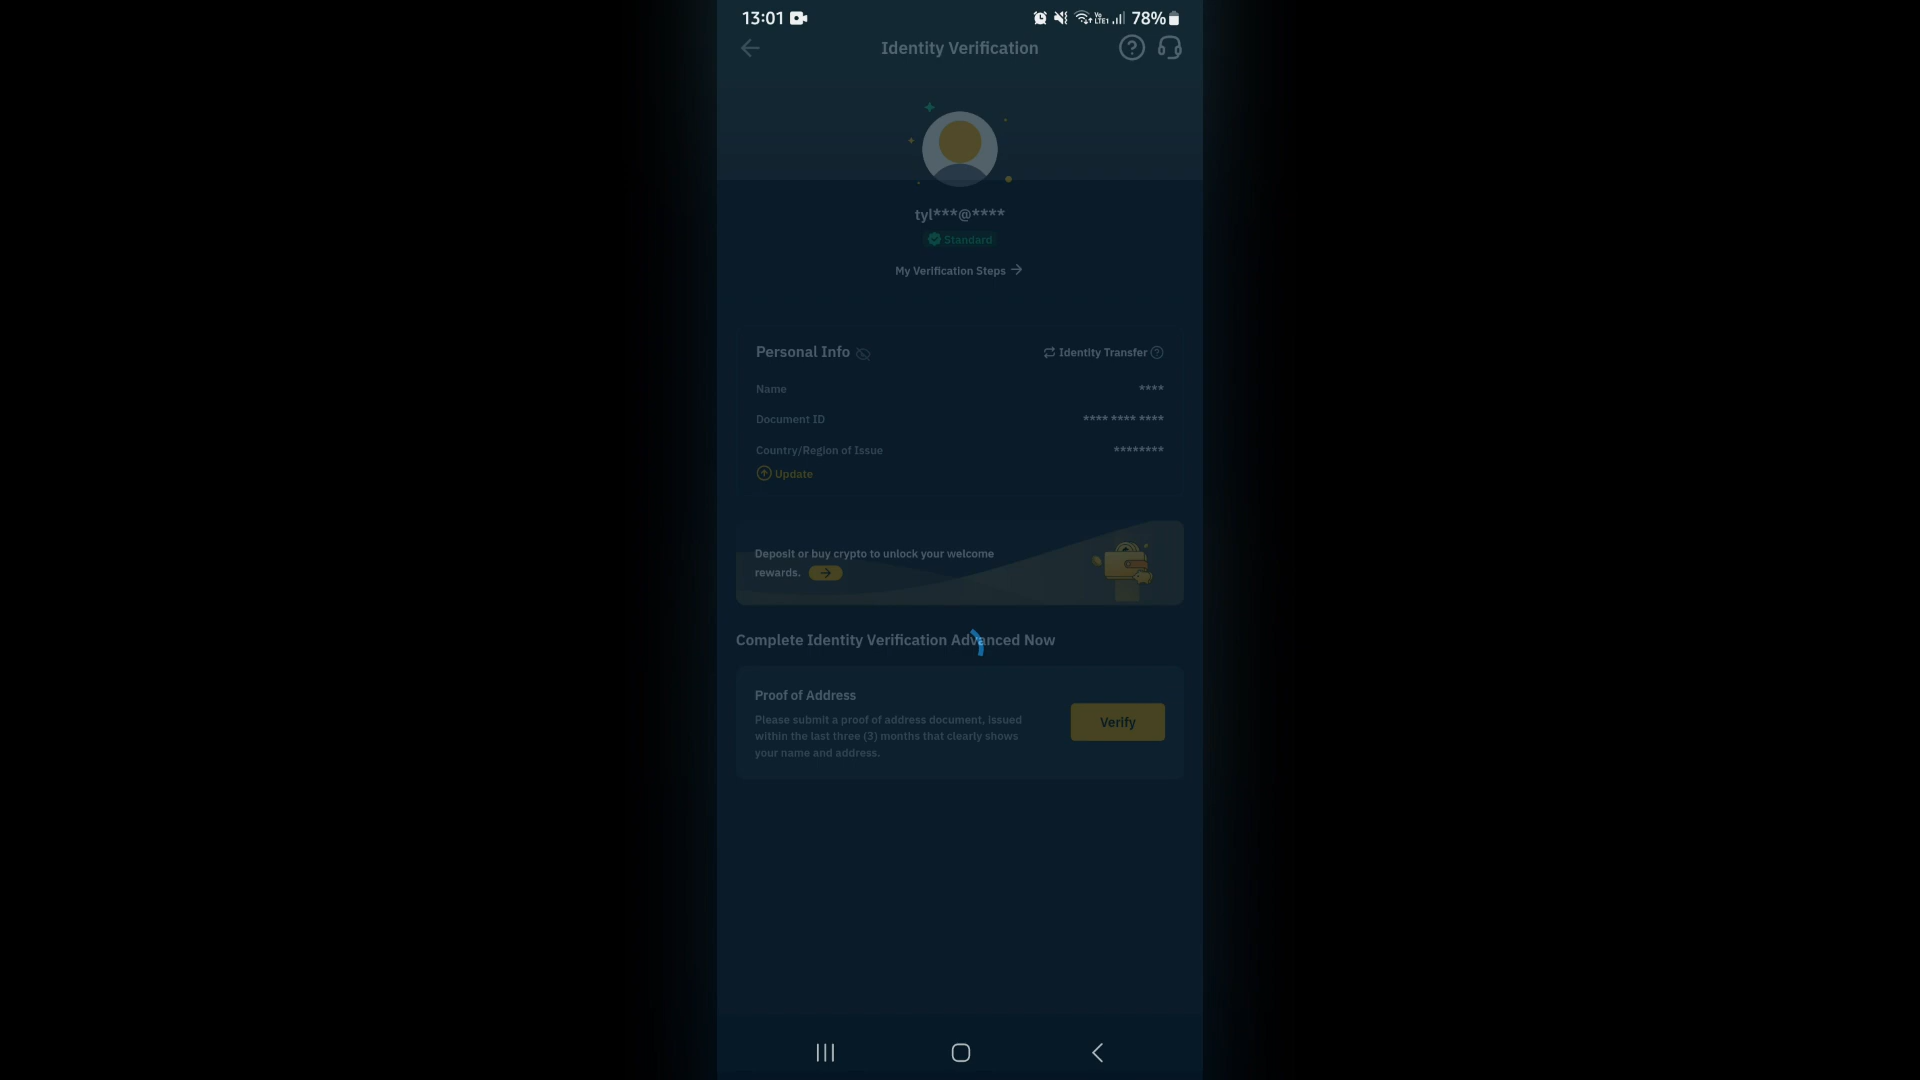 13:01
Vo
LTE1
78%
Identity Verification
tyl***@****
Standard
My Verification Steps
Personal Info
Identity Transfer
Name
****
Document ID
**** **** ****
Country/Region of Issue
********
Update
Deposit or buy crypto to unlock your welcome
rewards.
Complete Identity Verification Advanced Now
Proof of Address
Please submit a proof of address document, issued
within the last three (3) months that clearly shows
your name and address.
Verify